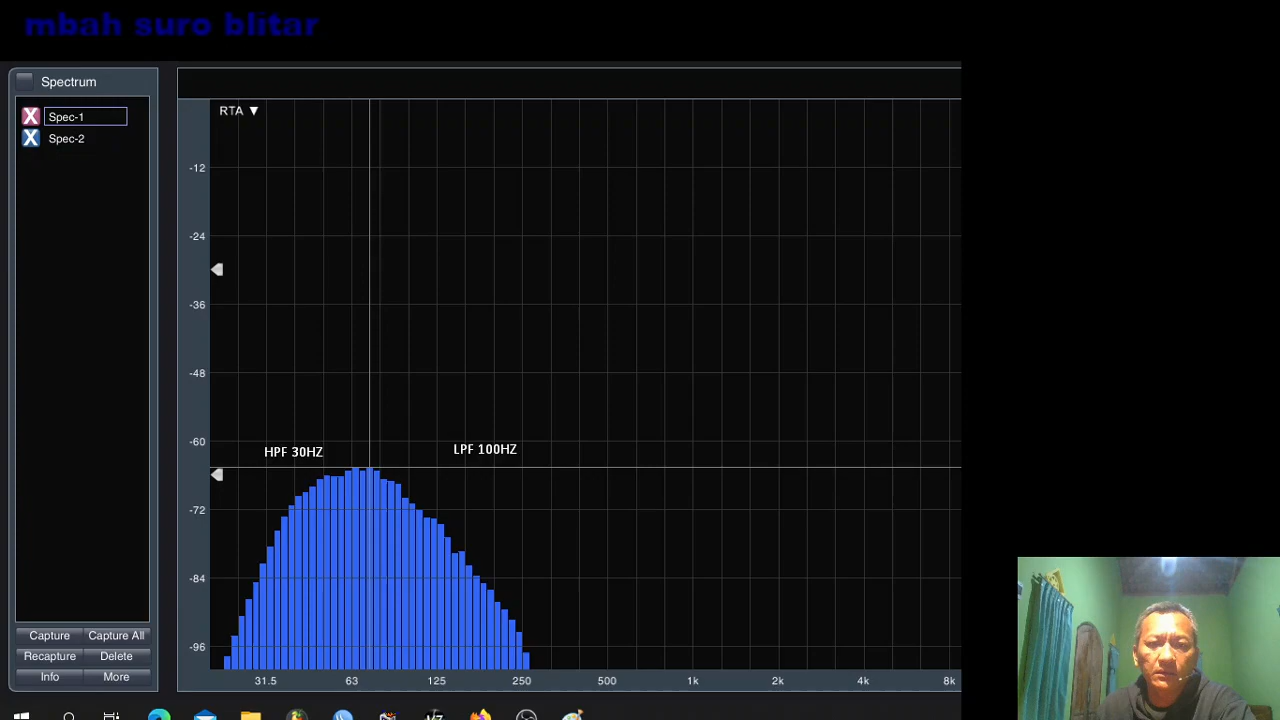 mbah suro blitar
Spectrum
Spec-1
Spec-2
RTA ▼
-12
-24
-36
-48
-60
-72
-84
-96
HPF 30HZ
LPF 100HZ
31.5 63 125 250 500 1k 2k 4k 8k
Capture Capture All
Recapture Delete
Info More